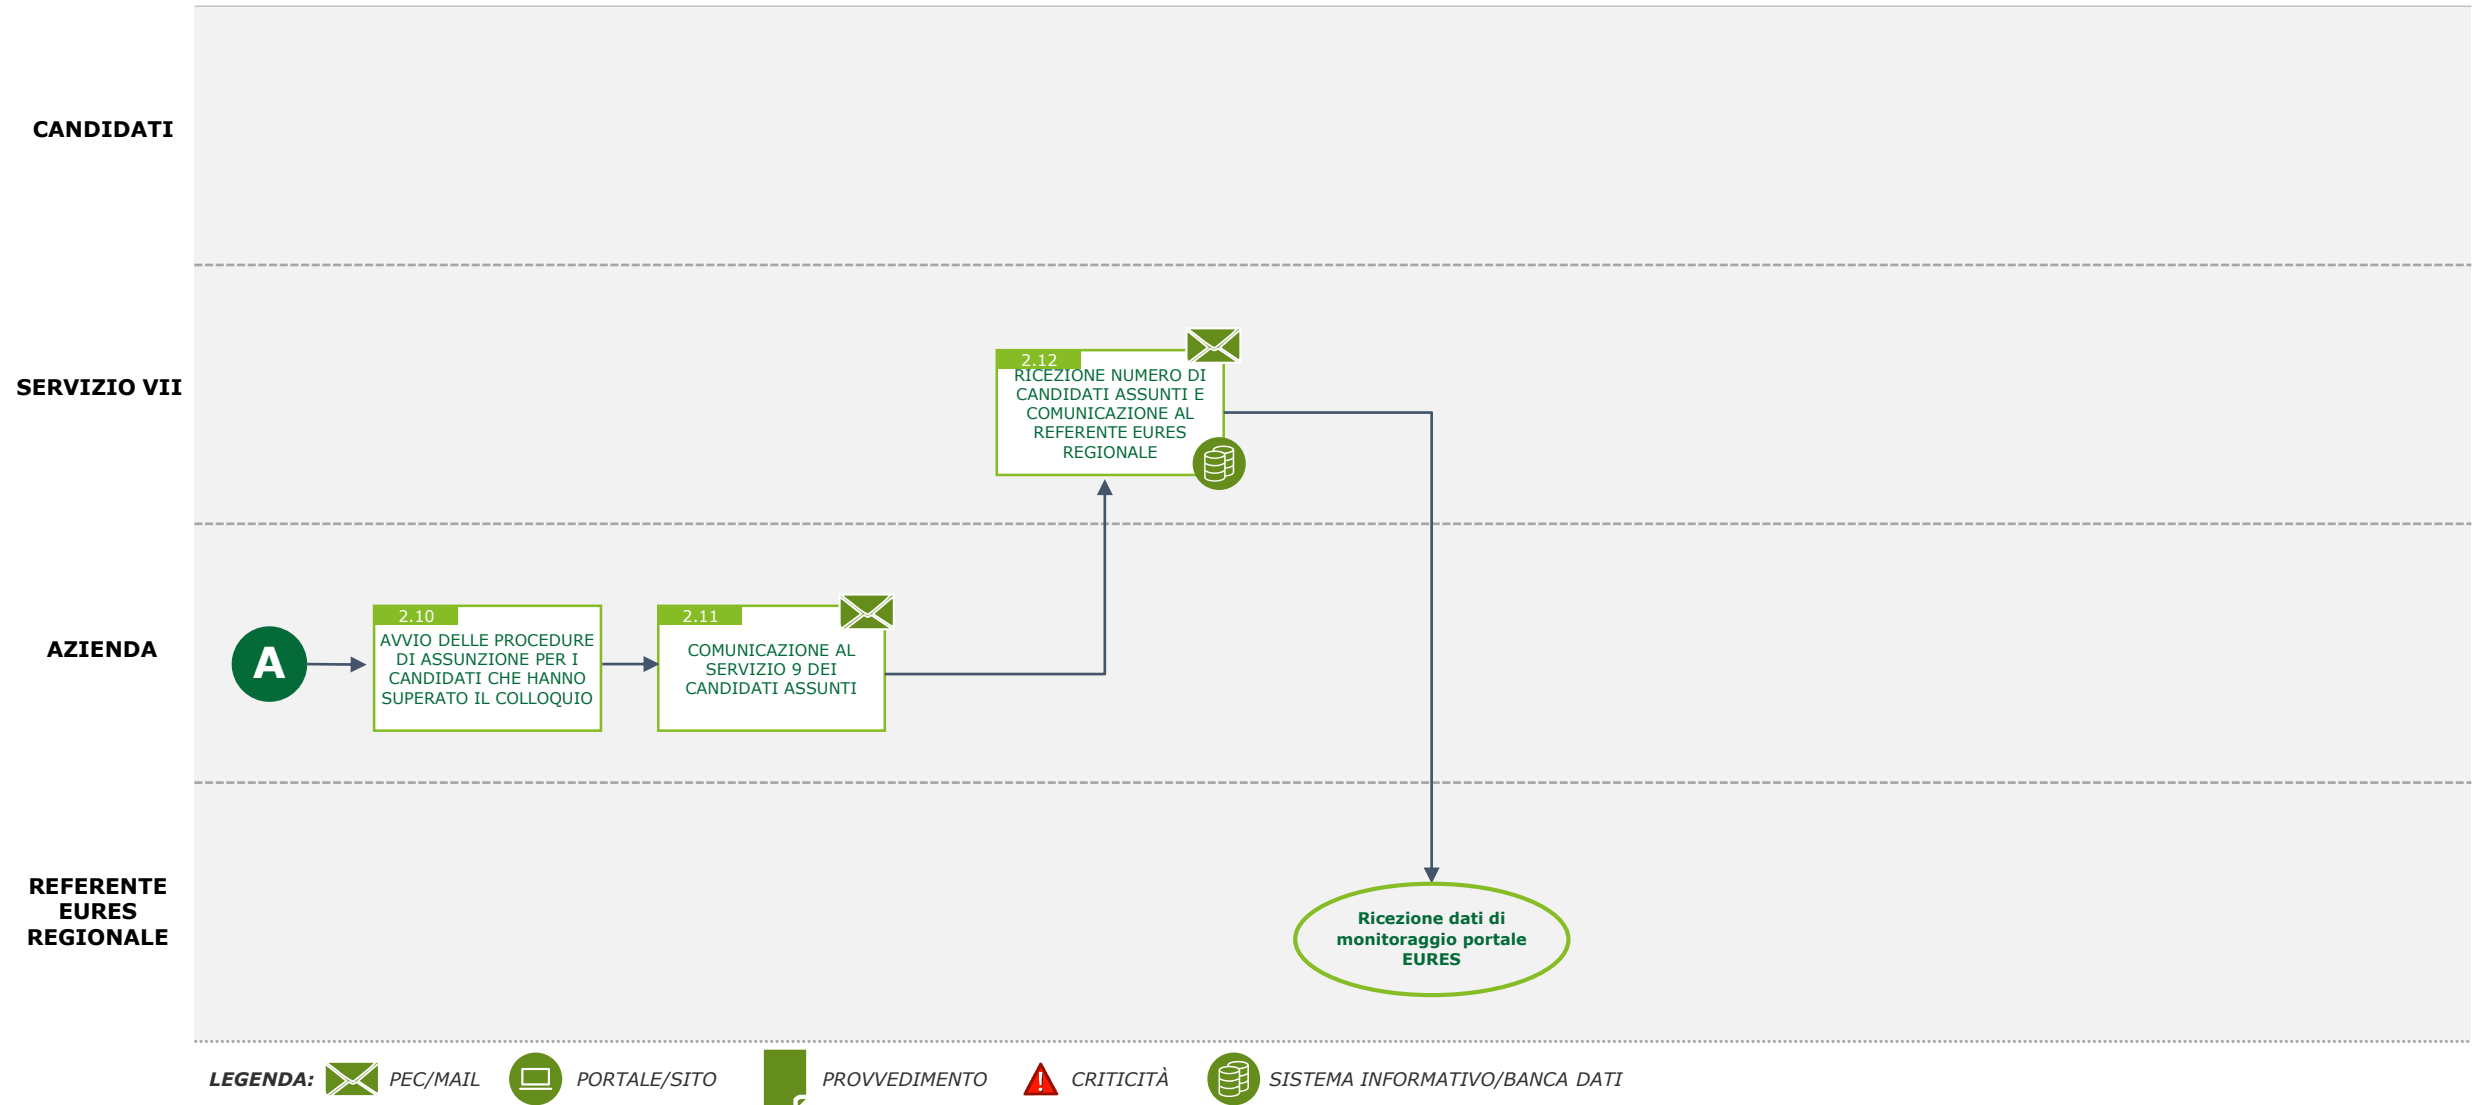 CANDIDATI
SERVIZIO VII
2.12
RICEZIONE NUMERO DI
CANDIDATI ASSUNTI E
COMUNICAZIONE AL
REFERENTE EURES
REGIONALE
AZIENDA
A
2.10
AVVIO DELLE PROCEDURE
DI ASSUNZIONE PER I
CANDIDATI CHE HANNO
SUPERATO IL COLLOQUIO
2.11
COMUNICAZIONE AL
SERVIZIO 9 DEI
CANDIDATI ASSUNTI
REFERENTE
EURES
REGIONALE
Ricezione dati di
monitoraggio portale
EURES
LEGENDA: PEC/MAIL PORTALE/SITO PROVVEDIMENTO CRITICITÀ SISTEMA INFORMATIVO/BANCA DATI